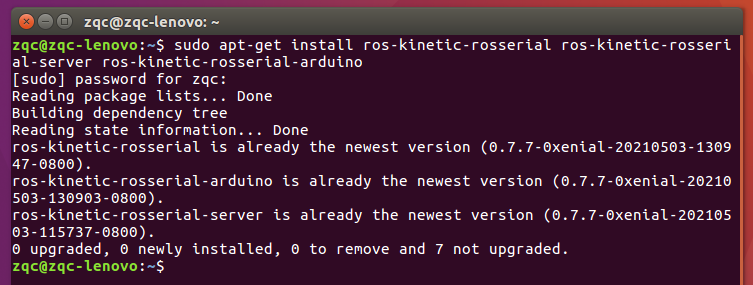 zqc@zqc-lenovo: ~
zqc@zqc-lenovo:~$ sudo apt-get install ros-kinetic-rosserial ros-kinetic-rosseri
al-server ros-kinetic-rosserial-arduino
[sudo] password for zqc:
Reading package lists... Done
Building dependency tree
Reading state information... Done
ros-kinetic-rosserial is already the newest version (0.7.7-0xenial-20210503-1309
47-0800).
ros-kinetic-rosserial-arduino is already the newest version (0.7.7-0xenial-20210
503-130903-0800).
ros-kinetic-rosserial-server is already the newest version (0.7.7-0xenial-202105
03-115737-0800).
0 upgraded, 0 newly installed, 0 to remove and 7 not upgraded.
zqc@zqc-lenovo:~$